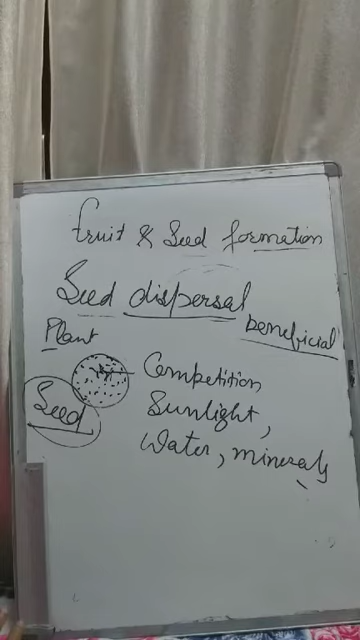 Fruit & Seed formation
Seed dispersal
beneficial
Plant
Competition
Seed
Sunlight,
Water, minerals